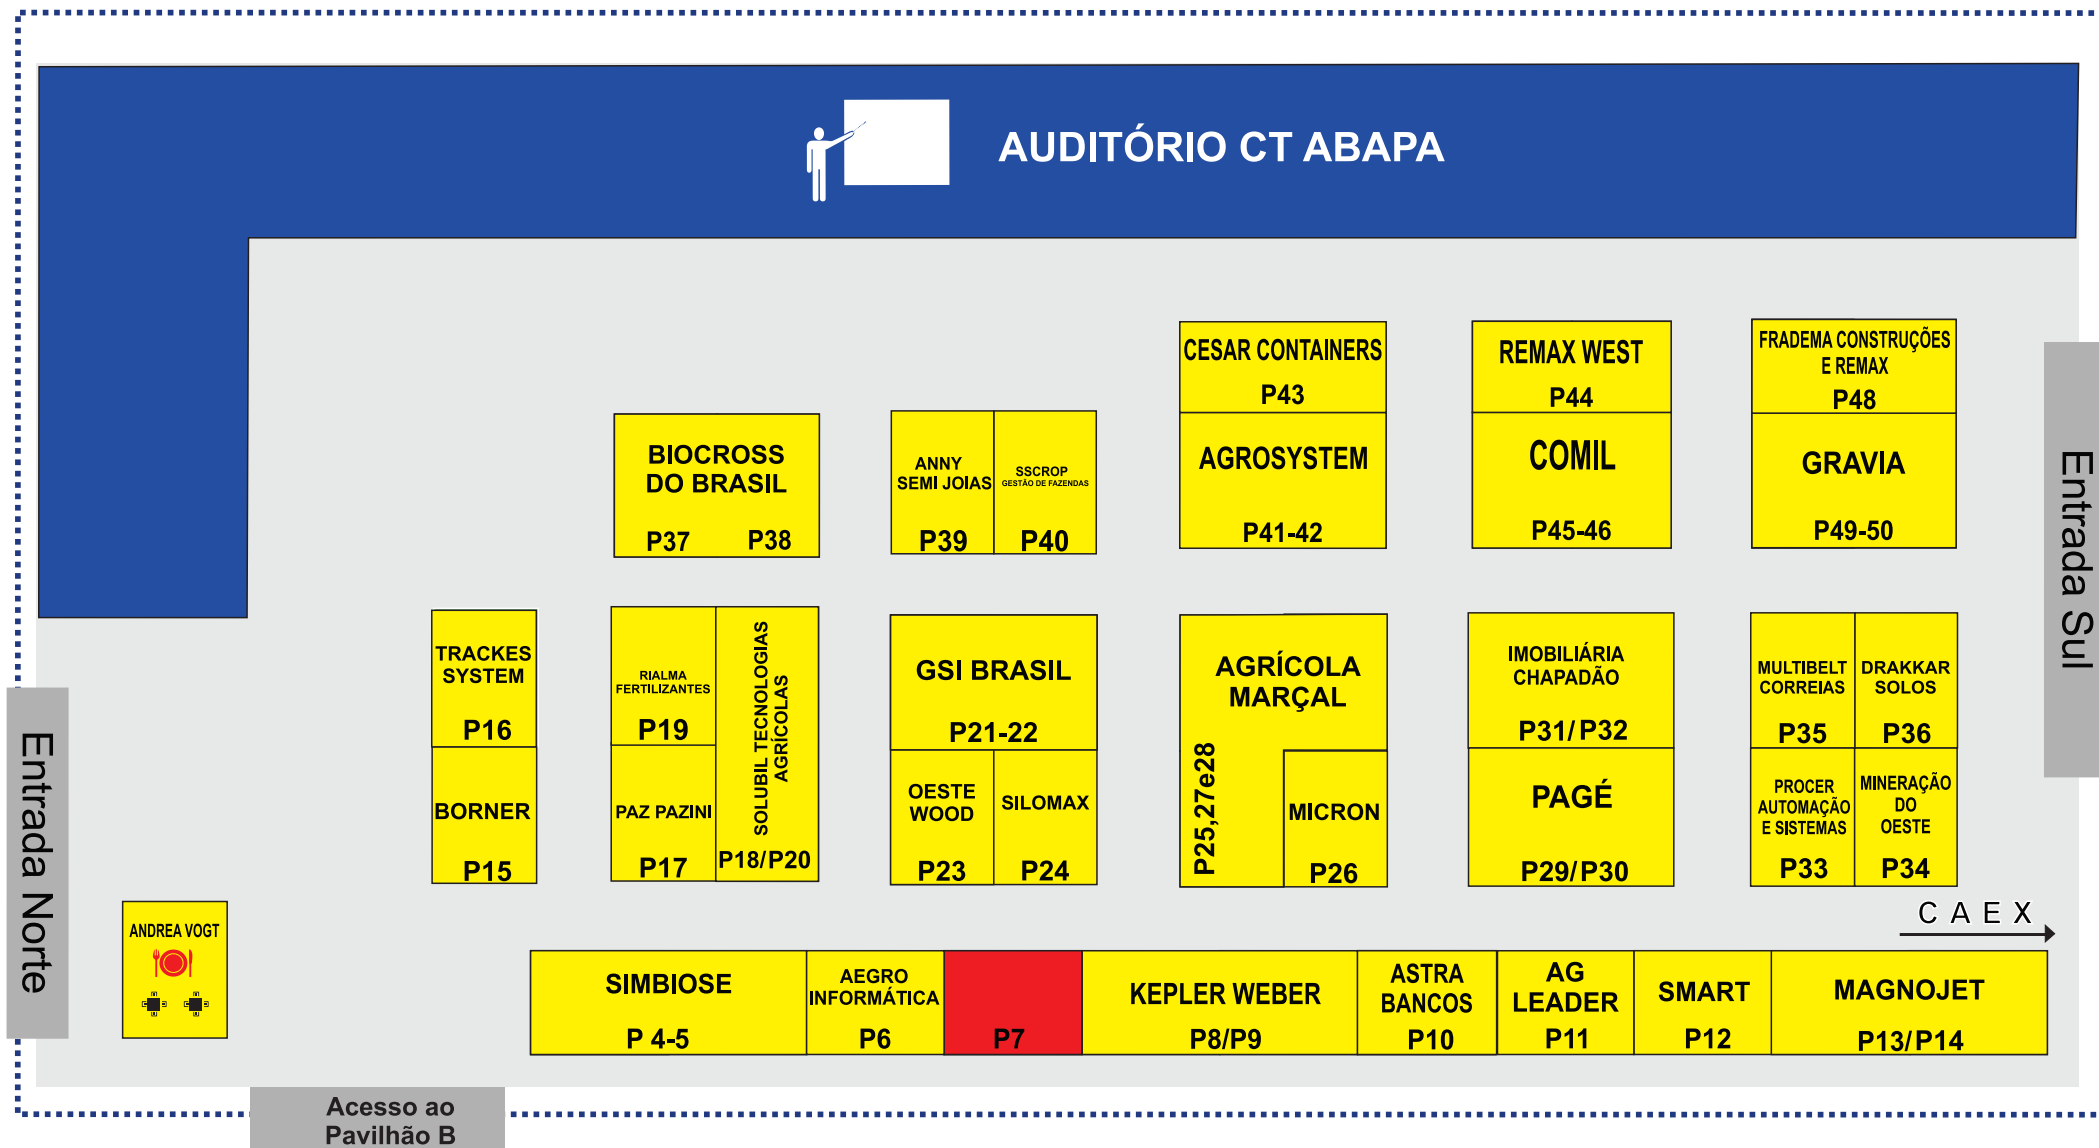 AUDITÓRIO CT ABAPA
CESAR CONTAINERS
P43
REMAX WEST
P44
FRADEMA CONSTRUÇÕES
E REMAX
P48
BIOCROSS
DO BRASIL
P37 P38
ANNY
SEMI JOIAS
P39
SSCROP
GESTÃO DE FAZENDAS
P40
AGROSYSTEM
P41-42
COMIL
P45-46
GRAVIA
P49-50
Entrada Sul
TRACKES
SYSTEM
P16
RIALMA
FERTILIZANTES
P19
SOLUBIL TECNOLOGIAS
AGRÍCOLAS
P18/P20
GSI BRASIL
P21-22
AGRÍCOLA
MARÇAL
P25,27e28
IMOBILIÁRIA
CHAPADÃO
P31/P32
MULTIBELT
CORREIAS
P35
DRAKKAR
SOLOS
P36
Entrada Norte
BORNER
P15
PAZ PAZINI
P17
OESTE
WOOD
P23
SILOMAX
P24
MICRON
P26
PAGÉ
P29/P30
PROCER
AUTOMAÇÃO
E SISTEMAS
P33
MINERAÇÃO
DO
OESTE
P34
CAEX
ANDREA VOGT
SIMBIOSE
P 4-5
AEGRO
INFORMÁTICA
P6
P7
KEPLER WEBER
P8/P9
ASTRA
BANCOS
P10
AG
LEADER
P11
SMART
P12
MAGNOJET
P13/P14
Acesso ao
Pavilhão B